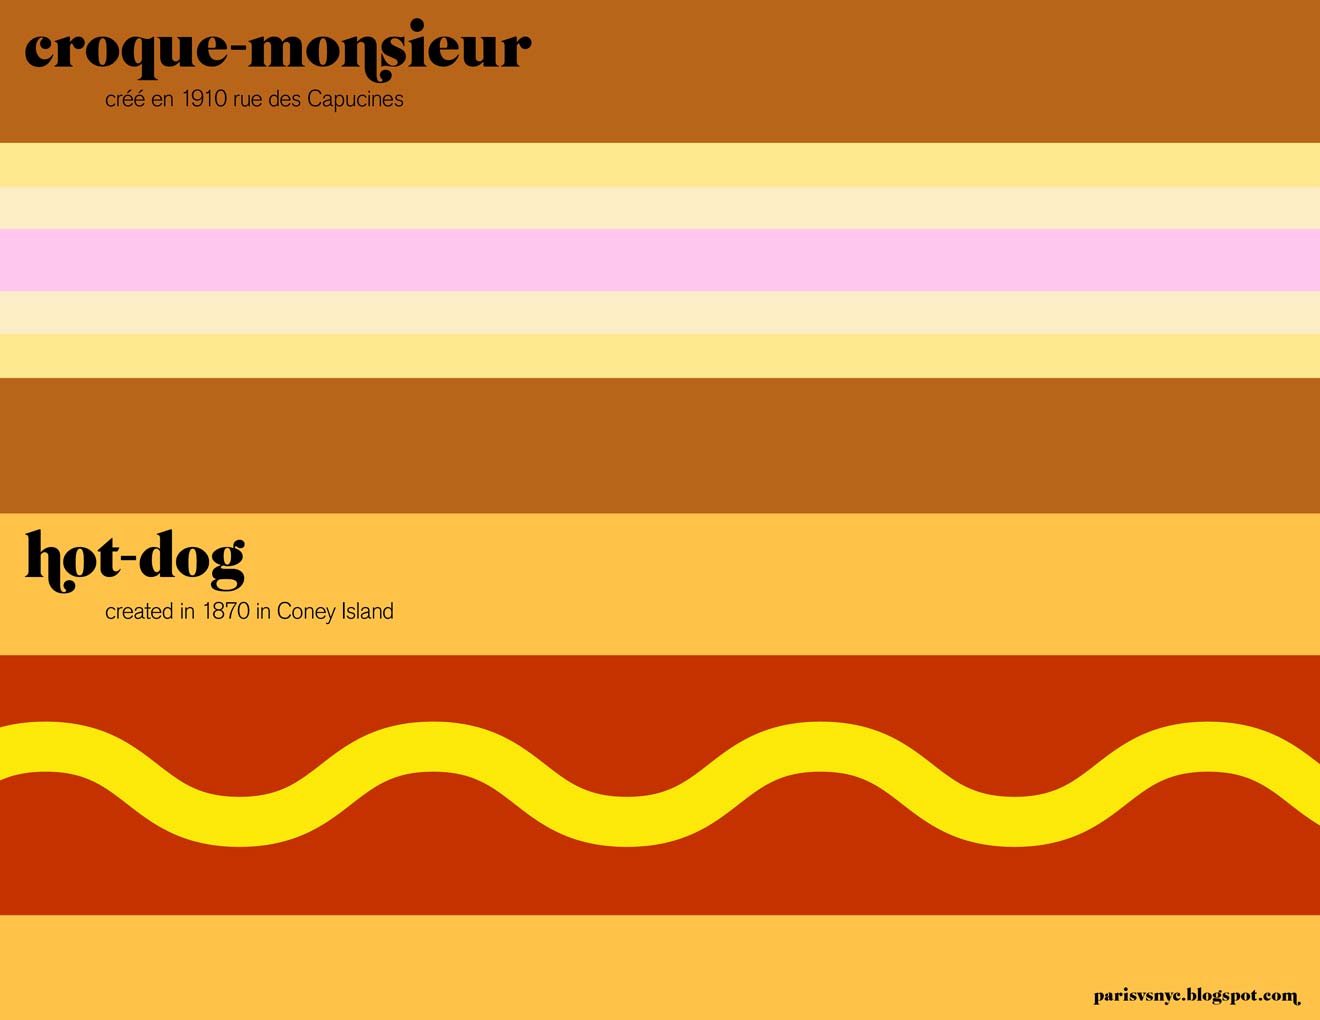 croque-monsieur
créé en 1910 rue des Capucines
hot-dog
created in 1870 in Coney Island
parisvsnyc.blogspot.com